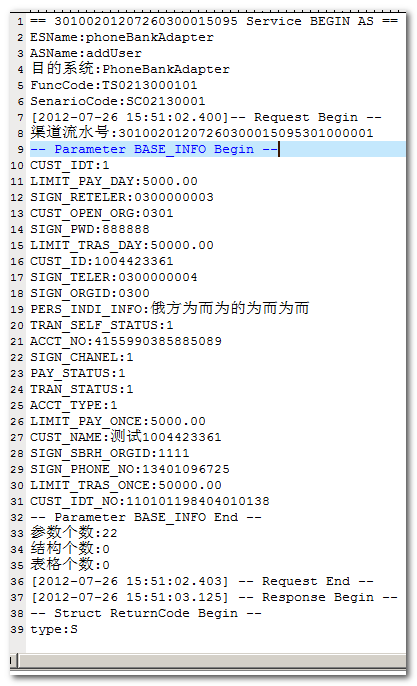 1 == 30100201207260300015095 Service BEGIN AS ==
2 ESName:phoneBankAdapter
3 ASName:addUser
4 目的系统:PhoneBankAdapter
5 FuncCode:TS0213000101
6 SenarioCode:SC02130001
7 [2012-07-26 15:51:02.400]-- Request Begin --
8 渠道流水号:30100201207260300015095301000001
9 -- Parameter BASE_INFO Begin --
10 CUST_IDT:1
11 LIMIT_PAY_DAY:5000.00
12 SIGN_RETELER:0300000003
13 CUST_OPEN_ORG:0301
14 SIGN_PWD:888888
15 LIMIT_TRAS_DAY:50000.00
16 CUST_ID:1004423361
17 SIGN_TELER:0300000004
18 SIGN_ORGID:0300
19 PERS_INDI_INFO:俄方为而为的为而为而
20 TRAN_SELF_STATUS:1
21 ACCT_NO:4155990385885089
22 SIGN_CHANEL:1
23 PAY_STATUS:1
24 TRAN_STATUS:1
25 ACCT_TYPE:1
26 LIMIT_PAY_ONCE:5000.00
27 CUST_NAME:测试1004423361
28 SIGN_SBRH_ORGID:1111
29 SIGN_PHONE_NO:13401096725
30 LIMIT_TRAS_ONCE:50000.00
31 CUST_IDT_NO:110101198404010138
32 -- Parameter BASE_INFO End --
33 参数个数:22
34 结构个数:0
35 表格个数:0
36 [2012-07-26 15:51:02.403] -- Request End --
37 [2012-07-26 15:51:03.125] -- Response Begin --
38 -- Struct ReturnCode Begin --
39 type:S